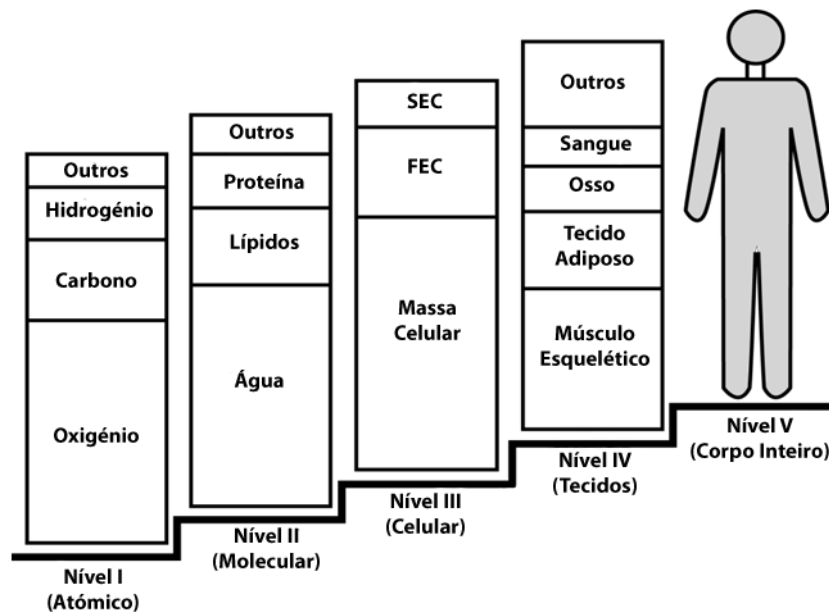 Outros
Hidrogénio
Carbono
Oxigénio
Nível I
(Atómico)
Outros
Proteína
Lípidos
Água
Nível II
(Molecular)
SEC
FEC
Massa
Celular
Nível III
(Celular)
Outros
Sangue
Osso
Tecido
Adiposo
Músculo
Esquelético
Nível IV
(Tecidos)
Nível V
(Corpo Inteiro)